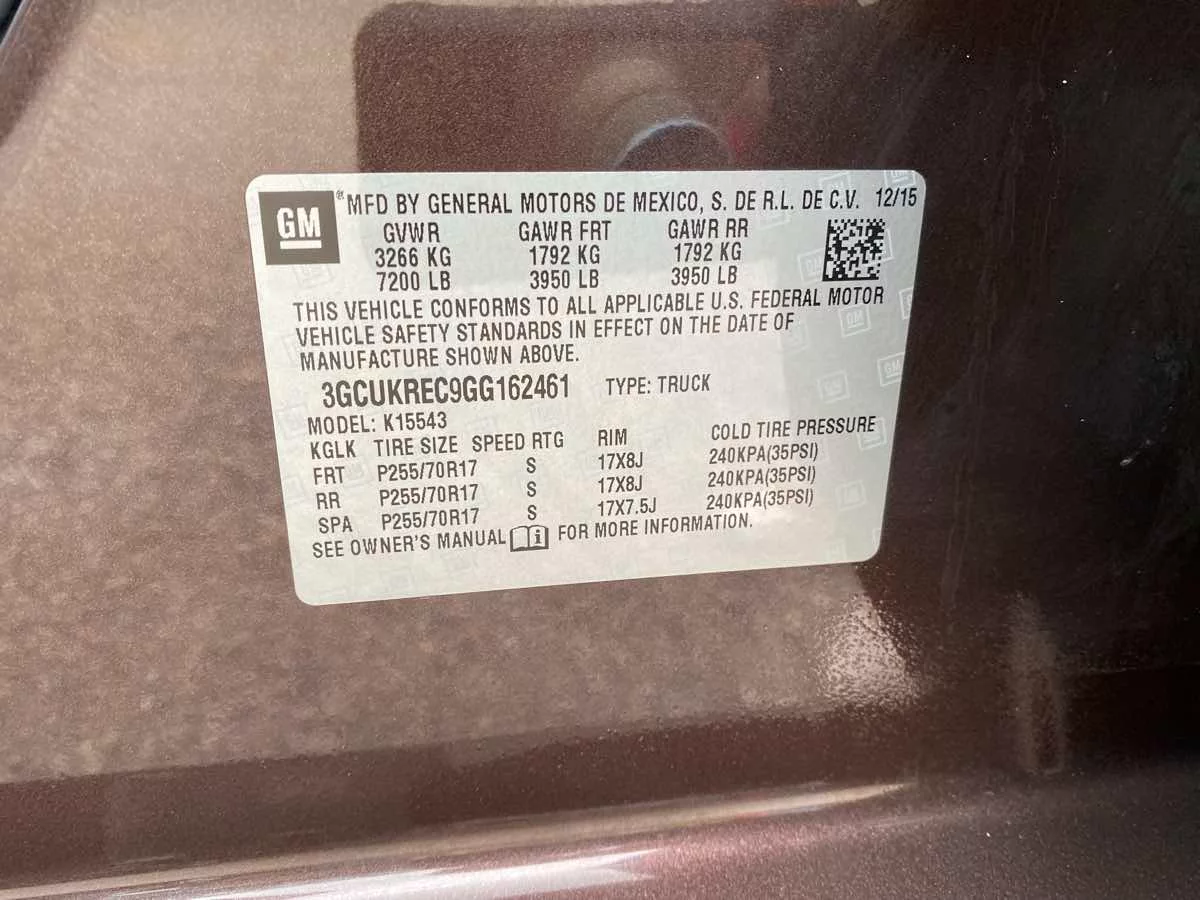 GM ® MFD BY GENERAL MOTORS DE MEXICO, S. DE R.L. DE C.V. 12/15
GVWR GAWR FRT GAWR RR
3266 KG 1792 KG 1792 KG
7200 LB 3950 LB 3950 LB
THIS VEHICLE CONFORMS TO ALL APPLICABLE U.S. FEDERAL MOTOR
VEHICLE SAFETY STANDARDS IN EFFECT ON THE DATE OF
MANUFACTURE SHOWN ABOVE.
3GCUKREC9GG162461 TYPE: TRUCK
MODEL: K15543
KGLK TIRE SIZE SPEED RTG RIM COLD TIRE PRESSURE
FRT P255/70R17 S 17X8J 240KPA(35PSI)
RR P255/70R17 S 17X8J 240KPA(35PSI)
SPA P255/70R17 S 17X7.5J 240KPA(35PSI)
SEE OWNER'S MANUAL i FOR MORE INFORMATION.